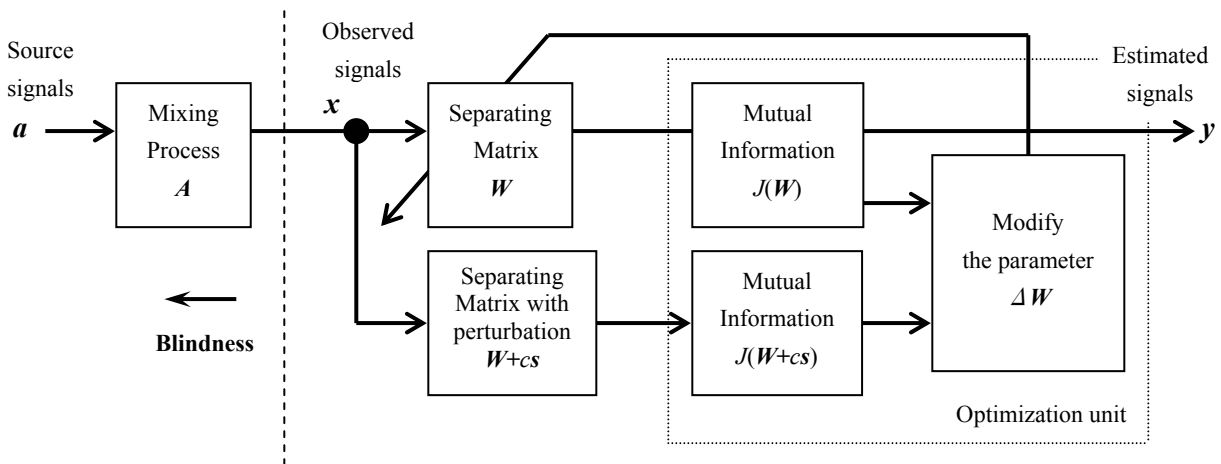 Source
signals
a
Mixing
Process
A
Blindness
Observed
signals
x
Separating
Matrix
W
Mutual
Information
J(W)
Estimated
signals
y
Separating
Matrix with
perturbation
W+cs
Mutual
Information
J(W+cs)
Modify
the parameter
ΔW
Optimization unit